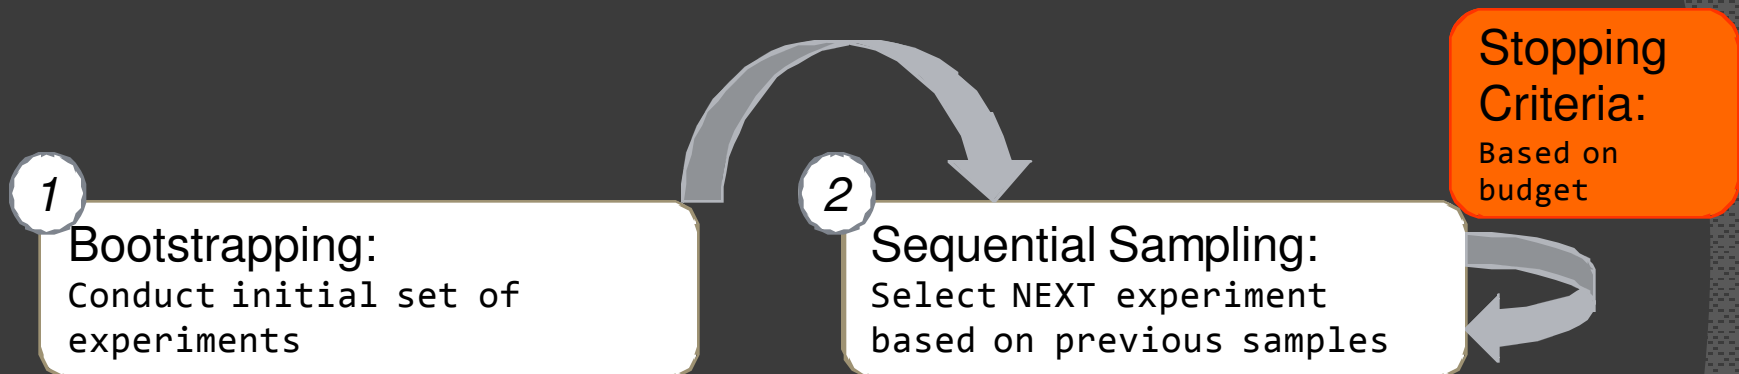 1
Bootstrapping:
Conduct initial set of
experiments
2
Sequential Sampling:
Select NEXT experiment
based on previous samples
Stopping
Criteria:
Based on
budget